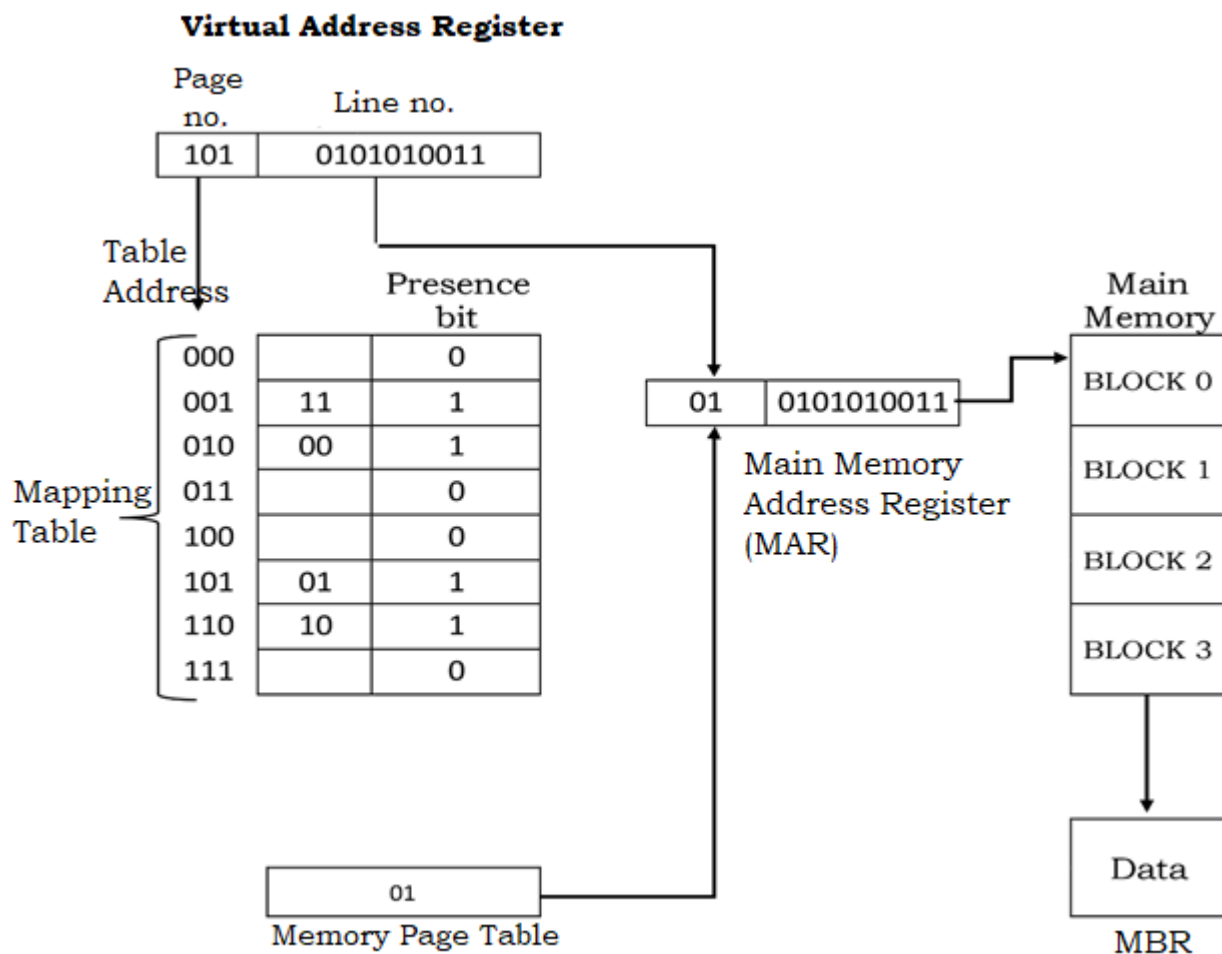 Virtual Address Register
Page
no.
Line no.
101 0101010011
Table
Address
Presence
bit
Mapping
Table
000 0
001 11 1
010 00 1
011 0
100 0
101 01 1
110 10 1
111 0
01 0101010011
Main Memory
Address Register
(MAR)
Main
Memory
BLOCK 0
BLOCK 1
BLOCK 2
BLOCK 3
01
Memory Page Table
Data
MBR